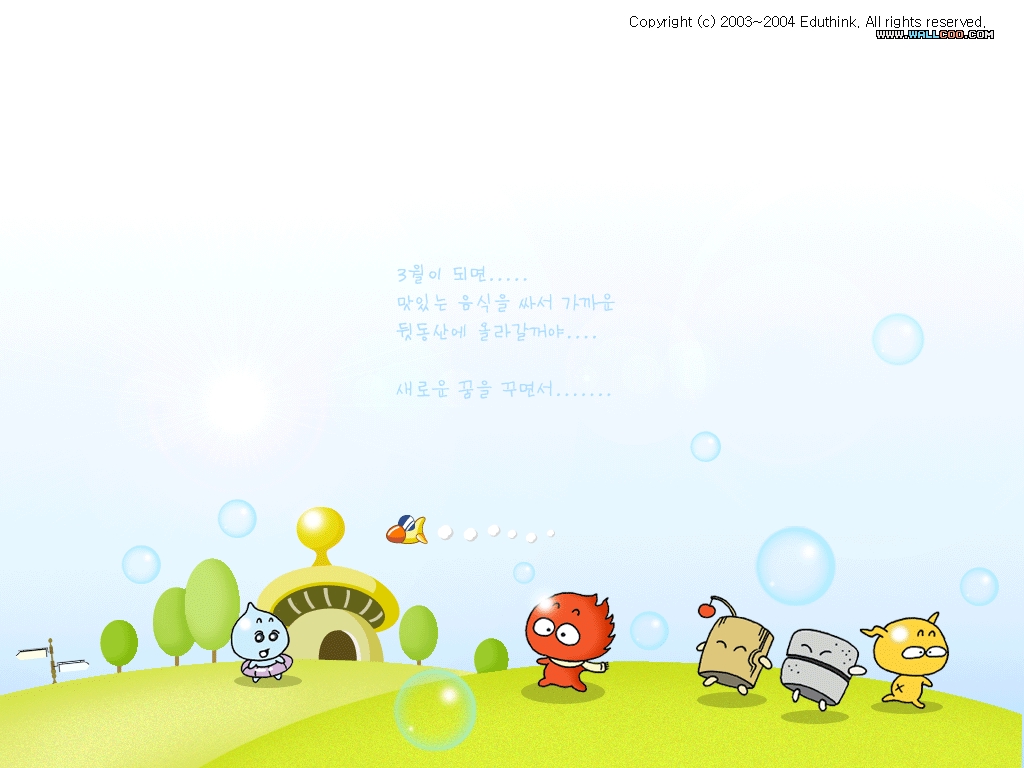 Copyright (c) 2003~2004 Eduthink. All rights reserved.
WWW.WALLCOO.COM
3월이 되면.....
맛있는 음식을 싸서 가까운
뒷동산에 올라갈꺼야....
새로운 꿈을 꾸면서.......